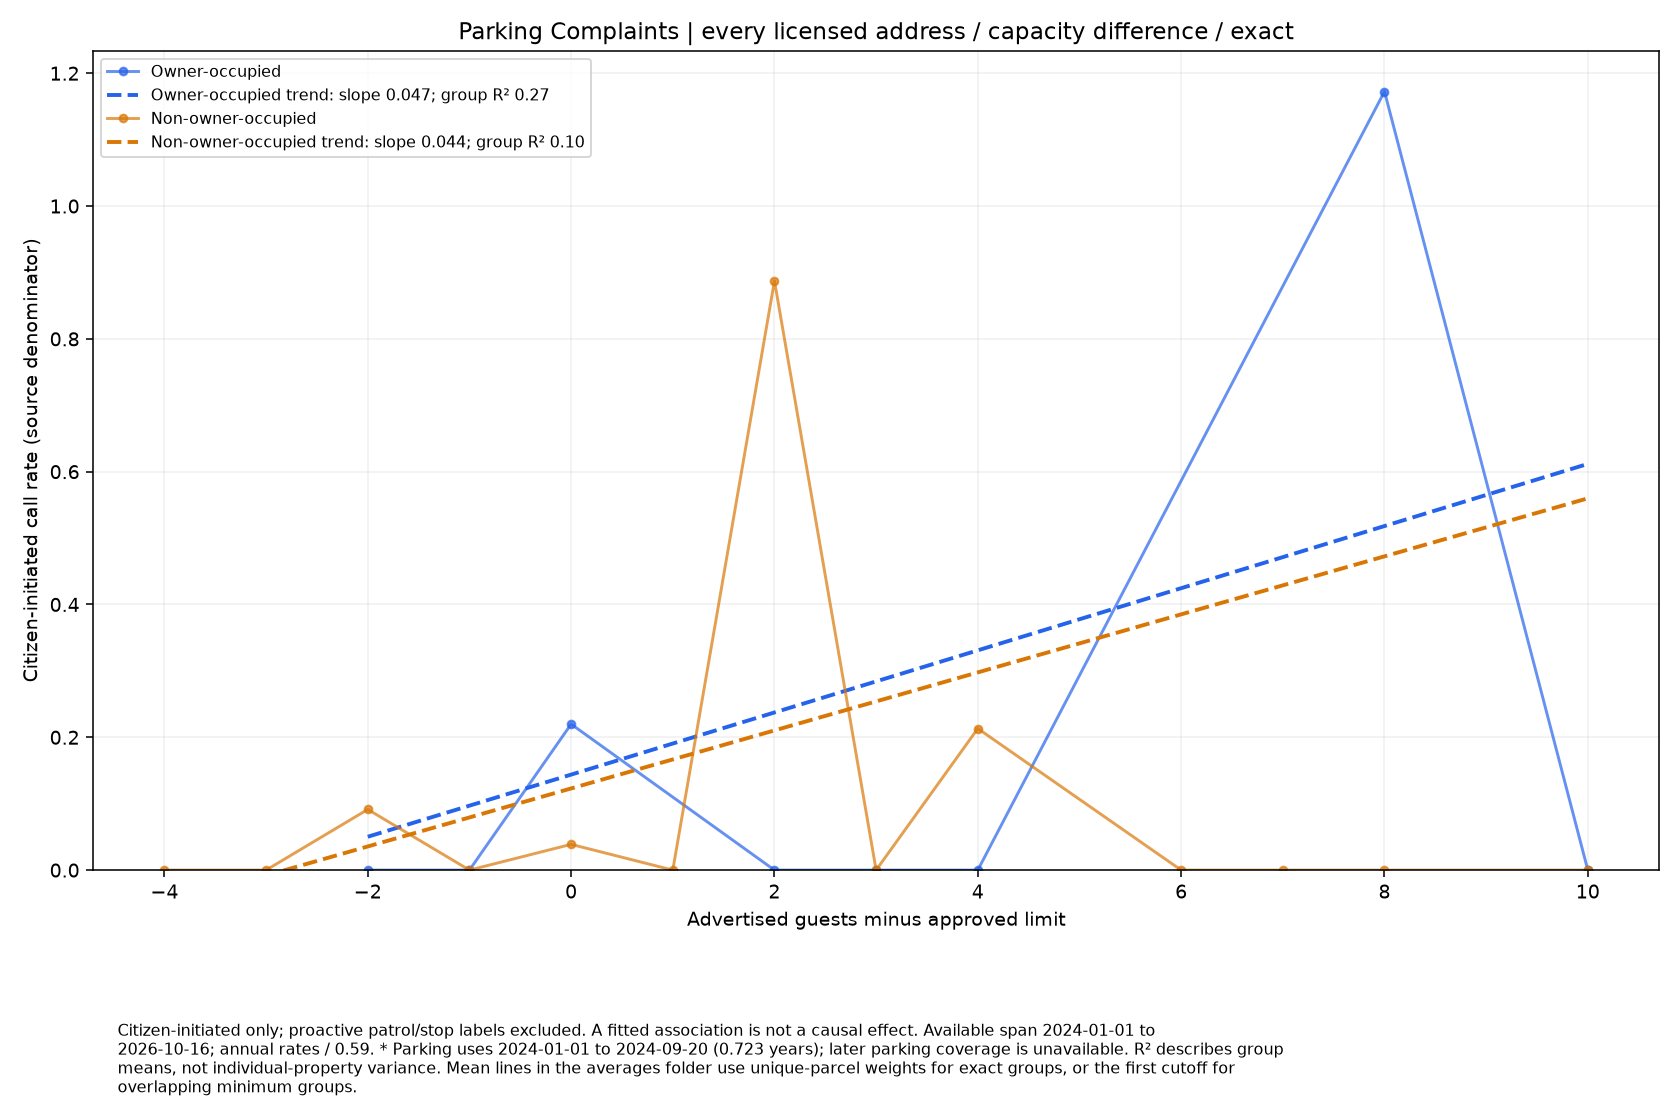 Parking Complaints | every licensed address / capacity difference / exact
Owner-occupied
Owner-occupied trend: slope 0.047; group R² 0.27
Non-owner-occupied
Non-owner-occupied trend: slope 0.044; group R² 0.10
Citizen-initiated call rate (source denominator)
1.2
1.0
0.8
0.6
0.4
0.2
0.0
−4
−2
0
2
4
6
8
10
Advertised guests minus approved limit
Citizen-initiated only; proactive patrol/stop labels excluded. A fitted association is not a causal effect. Available span 2024-01-01 to
2026-10-16; annual rates / 0.59. * Parking uses 2024-01-01 to 2024-09-20 (0.723 years); later parking coverage is unavailable. R² describes group
means, not individual-property variance. Mean lines in the averages folder use unique-parcel weights for exact groups, or the first cutoff for
overlapping minimum groups.